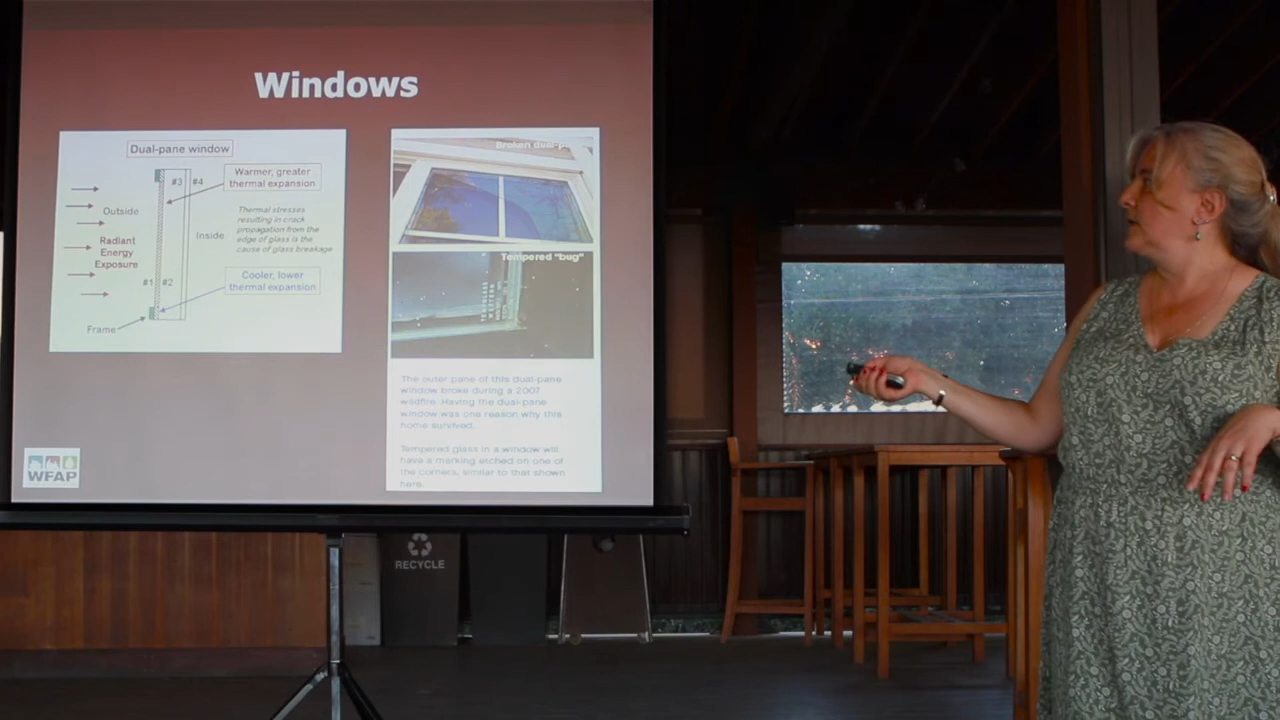 Windows
Dual-pane window
#3 #4
Warmer, greater
thermal expansion
Outside
Thermal stresses
resulting in crack
propagation from the
edge of glass is the
cause of glass breakage
Inside
Radiant
Energy
Exposure
#1 #2
Cooler, lower
thermal expansion
Frame
Broken dual-p
Tempered "bug"
The outer pane of this dual-pane
window broke during a 2007
wildfire. Having the dual-pane
window was one reason why this
home survived.
Tempered glass in a window will
have a marking etched on one of
the corners, similar to that shown
here.
WFAP
RECYCLE